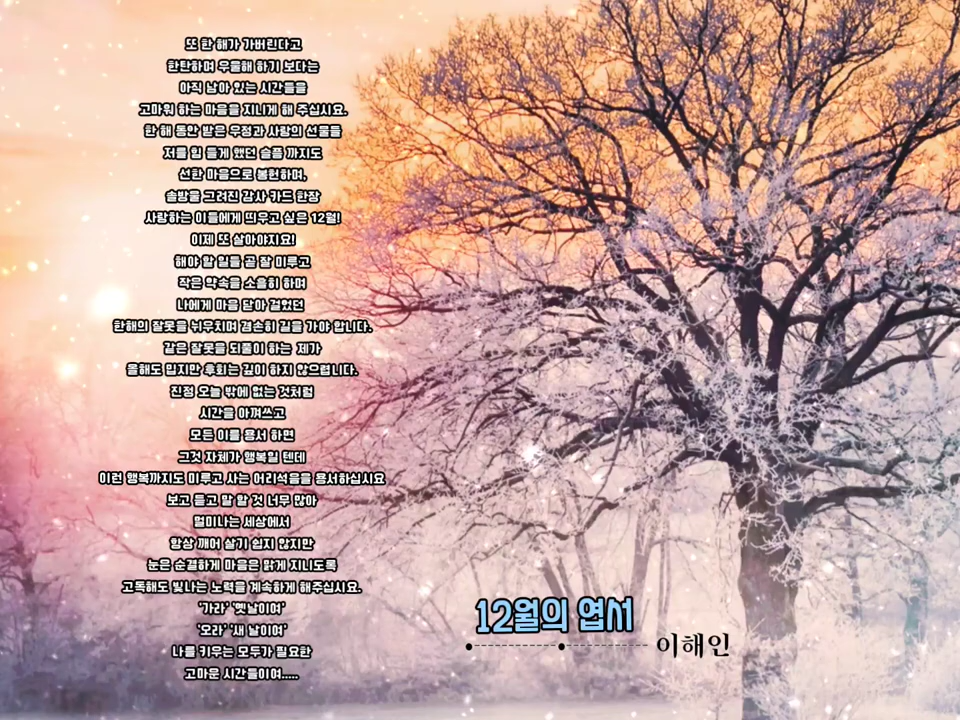 또 한 해가 가버린다고
한탄하며 우울해 하기 보다는
아직 남아 있는 시간들을
고마워 하는 마음을 지니게 해 주십시요.
한 해 동안 받은 우정과 사랑의 선물들
저를 힘 들게 했던 슬픔 까지도
선한 마음으로 봉헌하며,
솔방울 그려진 감사 카드 한장
사랑하는 이들에게 띄우고 싶은 12월!
이제 또 살아야지요!
해야 할 일들 곧 잘 미루고
작은 약속을 소홀히 하며
나에게 마음 닫아 걸었던
한해의 잘못을 뉘우치며 겸손히 길을 가야 합니다.
같은 잘못을 되풀이 하는 제가
올해도 밉지만 후회는 깊이 하지 않으렵니다.
진정 오늘 밖에 없는 것처럼
시간을 아껴쓰고
모든 이를 용서 하면
그것 자체가 행복일 텐데
이런 행복까지도 미루고 사는 어리석음을 용서하십시요
보고 듣고 말 할 것 너무 많아
멀미나는 세상에서
항상 깨어 살기 쉽지 않지만
눈은 순결하게 마음은 맑게 지니도록
고독해도 빛나는 노력을 계속하게 해주십시요.
'가라' '옛날이여'
'오라' '새 날이여'
나를 키우는 모두가 필요한
고마운 시간들이여.....
12월의 엽서
이해인